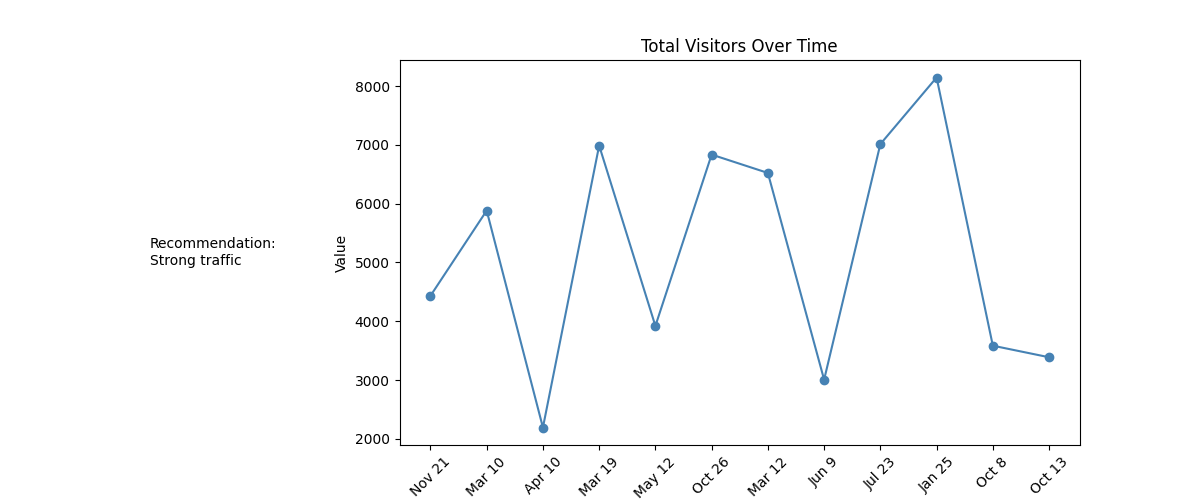 Total Visitors Over Time
Recommendation:
Strong traffic
Value
8000
7000
6000
5000
4000
3000
2000
Nov 21
Mar 10
Apr 10
Mar 19
May 12
Oct 26
Mar 12
Jun 9
Jul 23
Jan 25
Oct 8
Oct 13